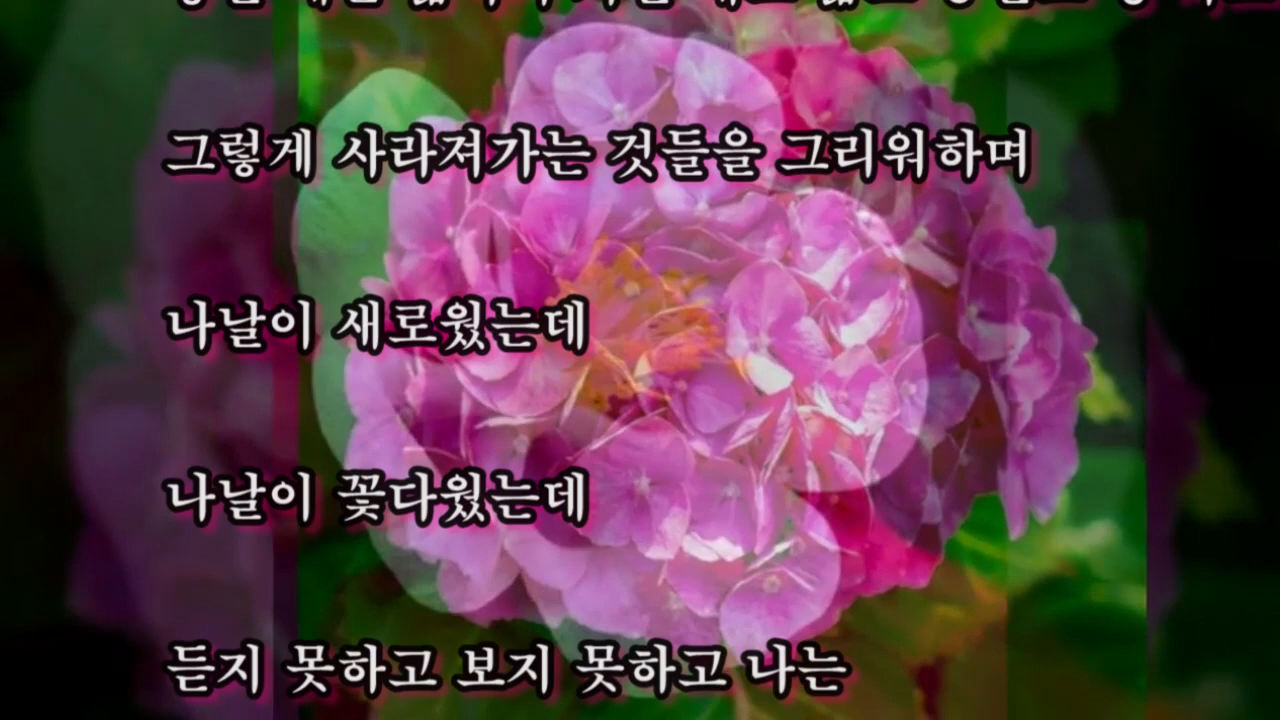 그렇게 사라져가는 것들을 그리워하며
나날이 새로웠는데
나날이 꽃다웠는데
듣지 못하고 보지 못하고 나는